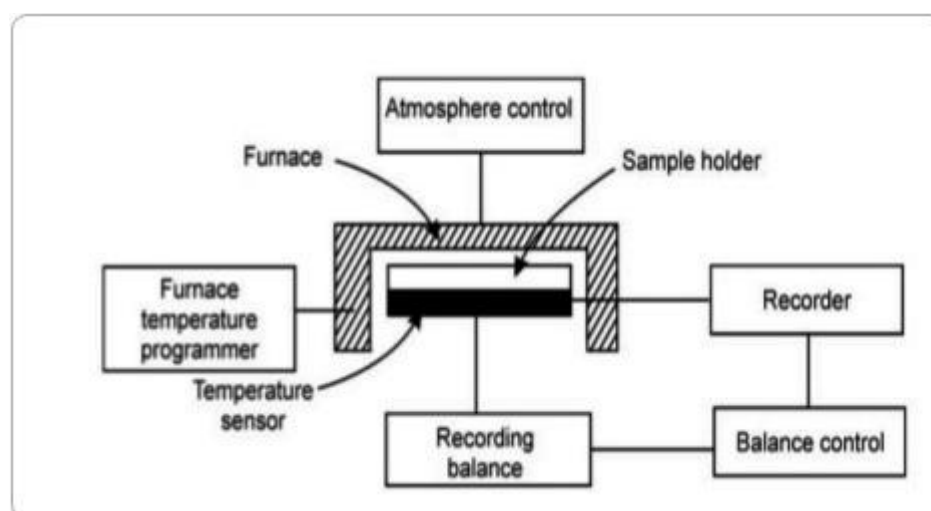 Atmosphere control
Furnace
Sample holder
Furnace
temperature
programmer
Recorder
Temperature
sensor
Recording
balance
Balance control